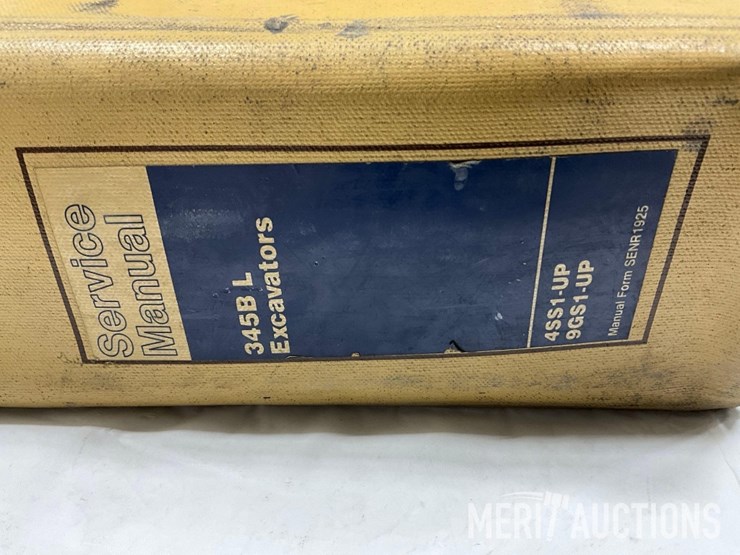 Service
Manual
345B L
Excavators
4SS1-UP
9GS1-UP
Manual Form SENR1925
MERIT AUCTIONS